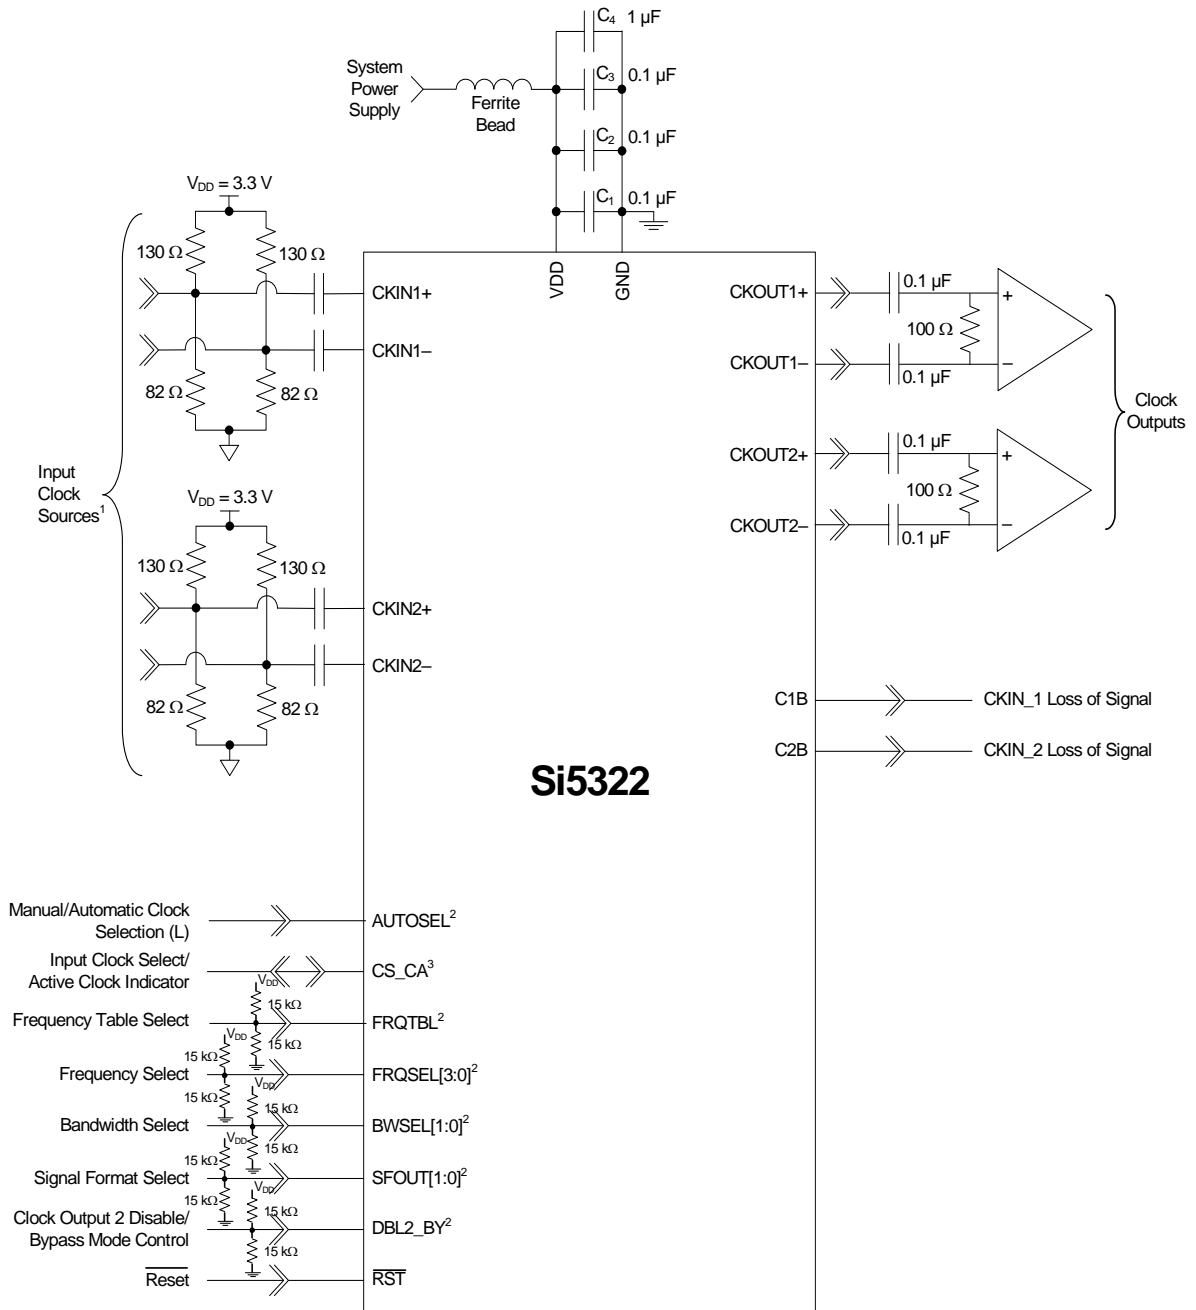 C4 1 µF
System
Power
Supply
Ferrite
Bead
C3 0.1 µF
C2 0.1 µF
C1 0.1 µF
VDD
GND
VDD = 3.3 V
130 Ω
130 Ω
CKIN1+
CKIN1–
82 Ω
82 Ω
Input
Clock
Sources1
VDD = 3.3 V
130 Ω
130 Ω
CKIN2+
CKIN2–
82 Ω
82 Ω
CKOUT1+
0.1 µF
+
100 Ω
CKOUT1–
0.1 µF
–
CKOUT2+
0.1 µF
+
100 Ω
CKOUT2–
0.1 µF
–
Clock
Outputs
C1B
CKIN_1 Loss of Signal
C2B
CKIN_2 Loss of Signal
Si5322
Manual/Automatic Clock
Selection (L)
AUTOSEL2
Input Clock Select/
Active Clock Indicator
CS_CA3
VDD
15 kΩ
Frequency Table Select
FRQTBL2
15 kΩ
VDD
15 kΩ
Frequency Select
FRQSEL[3:0]2
15 kΩ
VDD
15 kΩ
Bandwidth Select
BWSEL[1:0]2
15 kΩ
VDD
15 kΩ
Signal Format Select
SFOUT[1:0]2
15 kΩ
VDD
15 kΩ
Clock Output 2 Disable/
Bypass Mode Control
DBL2_BY2
15 kΩ
Reset
RST